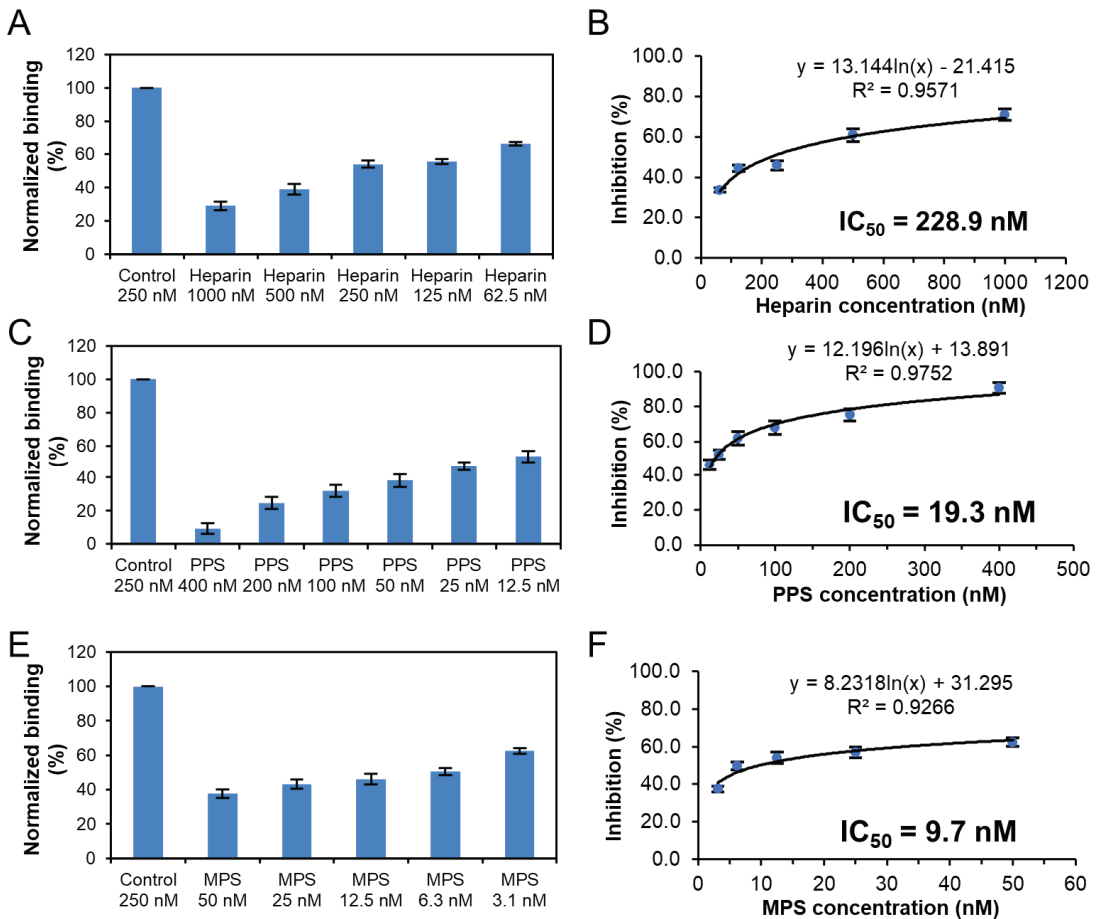 A
Normalized binding
(%)
120
100
80
60
40
20
0
Control Heparin Heparin Heparin Heparin Heparin
250 nM 1000 nM 500 nM 250 nM 125 nM 62.5 nM
B
Inhibition (%)
100.0
80.0
60.0
40.0
20.0
0.0
y = 13.144ln(x) - 21.415
R² = 0.9571
IC₅₀ = 228.9 nM
0 200 400 600 800 1000 1200
Heparin concentration (nM)
C
Normalized binding
(%)
120
100
80
60
40
20
0
Control PPS PPS PPS PPS PPS PPS
250 nM 400 nM 200 nM 100 nM 50 nM 25 nM 12.5 nM
D
Inhibition (%)
100.0
80.0
60.0
40.0
20.0
0.0
y = 12.196ln(x) + 13.891
R² = 0.9752
IC₅₀ = 19.3 nM
0 100 200 300 400 500
PPS concentration (nM)
E
Normalized binding
(%)
120
100
80
60
40
20
0
Control MPS MPS MPS MPS MPS
250 nM 50 nM 25 nM 12.5 nM 6.3 nM 3.1 nM
F
Inhibition (%)
100.0
80.0
60.0
40.0
20.0
0.0
y = 8.2318ln(x) + 31.295
R² = 0.9266
IC₅₀ = 9.7 nM
0 10 20 30 40 50 60
MPS concentration (nM)